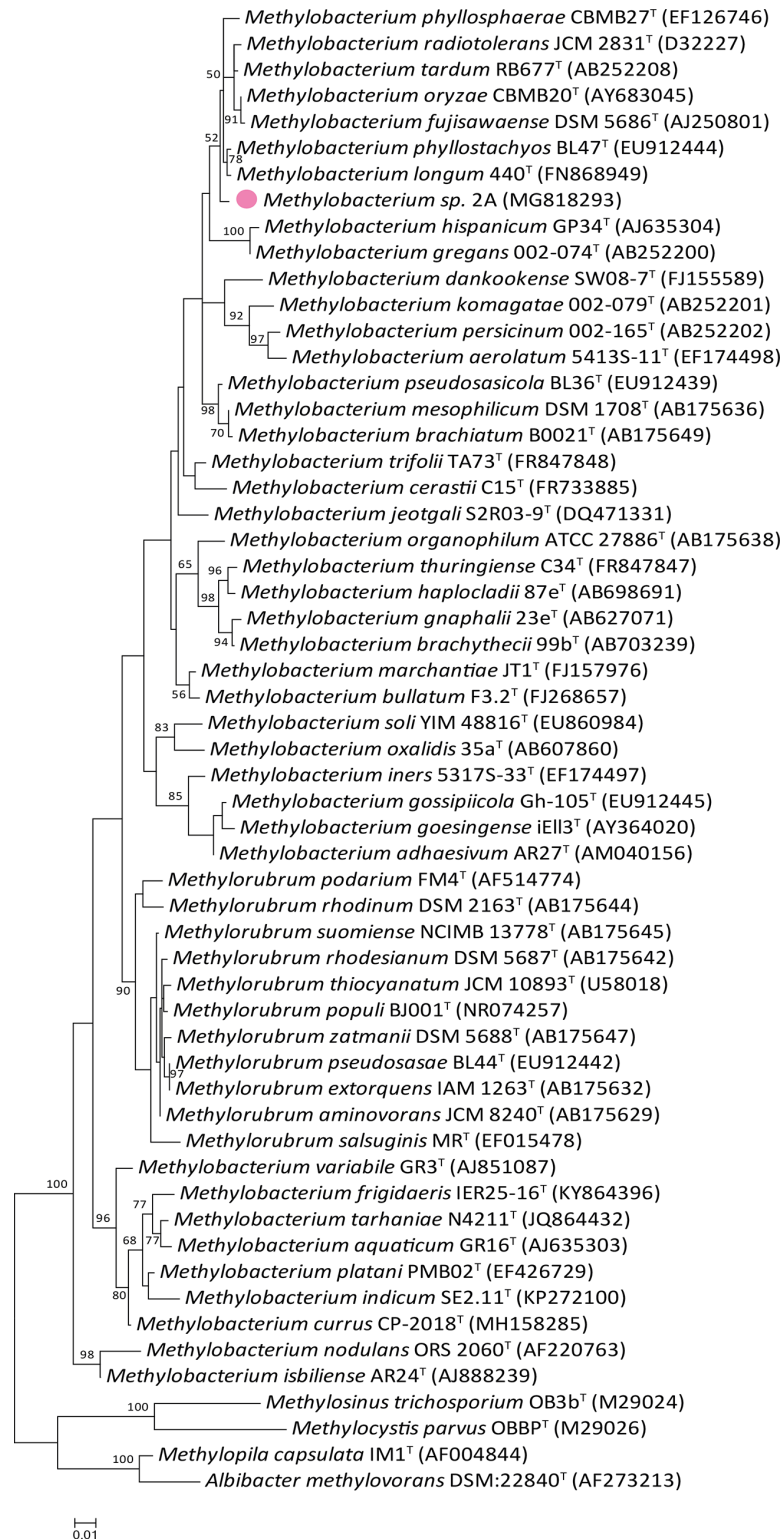 Methylobacterium phyllosphaerae CBMB27ᵀ (EF126746)
Methylobacterium radiotolerans JCM 2831ᵀ (D32227)
50
Methylobacterium tardum RB677ᵀ (AB252208)
Methylobacterium oryzae CBMB20ᵀ (AY683045)
91
Methylobacterium fujisawaense DSM 5686ᵀ (AJ250801)
52
Methylobacterium phyllostachyos BL47ᵀ (EU912444)
78
Methylobacterium longum 440ᵀ (FN868949)
Methylobacterium sp. 2A (MG818293)
Methylobacterium hispanicum GP34ᵀ (AJ635304)
100
Methylobacterium gregans 002-074ᵀ (AB252200)
Methylobacterium dankookense SW08-7ᵀ (FJ155589)
Methylobacterium komagatae 002-079ᵀ (AB252201)
92
Methylobacterium persicinum 002-165ᵀ (AB252202)
97
Methylobacterium aerolatum 5413S-11ᵀ (EF174498)
Methylobacterium pseudosasicola BL36ᵀ (EU912439)
98
Methylobacterium mesophilicum DSM 1708ᵀ (AB175636)
70
Methylobacterium brachiatum B0021ᵀ (AB175649)
Methylobacterium trifolii TA73ᵀ (FR847848)
Methylobacterium cerastii C15ᵀ (FR733885)
Methylobacterium jeotgali S2R03-9ᵀ (DQ471331)
Methylobacterium organophilum ATCC 27886ᵀ (AB175638)
65
96
Methylobacterium thuringiense C34ᵀ (FR847847)
Methylobacterium haplocladii 87eᵀ (AB698691)
98
Methylobacterium gnaphalii 23eᵀ (AB627071)
94
Methylobacterium brachythecii 99bᵀ (AB703239)
Methylobacterium marchantiae JT1ᵀ (FJ157976)
56
Methylobacterium bullatum F3.2ᵀ (FJ268657)
Methylobacterium soli YIM 48816ᵀ (EU860984)
83
Methylobacterium oxalidis 35aᵀ (AB607860)
Methylobacterium iners 5317S-33ᵀ (EF174497)
85
Methylobacterium gossipiicola Gh-105ᵀ (EU912445)
Methylobacterium goesingense iEll3ᵀ (AY364020)
Methylobacterium adhaesivum AR27ᵀ (AM040156)
Methylorubrum podarium FM4ᵀ (AF514774)
Methylorubrum rhodinum DSM 2163ᵀ (AB175644)
Methylorubrum suomiense NCIMB 13778ᵀ (AB175645)
Methylorubrum rhodesianum DSM 5687ᵀ (AB175642)
Methylorubrum thiocyanatum JCM 10893ᵀ (U58018)
90
Methylorubrum populi BJ001ᵀ (NR074257)
Methylorubrum zatmanii DSM 5688ᵀ (AB175647)
Methylorubrum pseudosasae BL44ᵀ (EU912442)
97
Methylorubrum extorquens IAM 1263ᵀ (AB175632)
Methylorubrum aminovorans JCM 8240ᵀ (AB175629)
Methylorubrum salsuginis MRᵀ (EF015478)
Methylobacterium variabile GR3ᵀ (AJ851087)
100
Methylobacterium frigidaeris IER25-16ᵀ (KY864396)
77
96
Methylobacterium tarhaniae N4211ᵀ (JQ864432)
68
77
Methylobacterium aquaticum GR16ᵀ (AJ635303)
Methylobacterium platani PMB02ᵀ (EF426729)
80
Methylobacterium indicum SE2.11ᵀ (KP272100)
Methylobacterium currus CP-2018ᵀ (MH158285)
Methylobacterium nodulans ORS 2060ᵀ (AF220763)
98
Methylobacterium isbiliense AR24ᵀ (AJ888239)
Methylosinus trichosporium OB3bᵀ (M29024)
100
Methylocystis parvus OBBPᵀ (M29026)
Methylopila capsulata IM1ᵀ (AF004844)
100
Albibacter methylovorans DSM:22840ᵀ (AF273213)
0.01